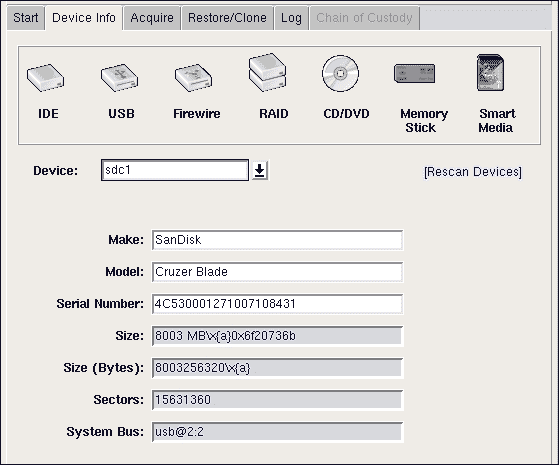 Start Device Info Acquire Restore/Clone Log Chain of Custody
IDE USB Firewire RAID CD/DVD Memory Stick Smart Media
Device: sdc1 [Rescan Devices]
Make: SanDisk
Model: Cruzer Blade
Serial Number: 4C530001271007108431
Size: 8003 MB\x{a}0x6f20736b
Size (Bytes): 8003256320\x{a}
Sectors: 15631360
System Bus: usb@2:2